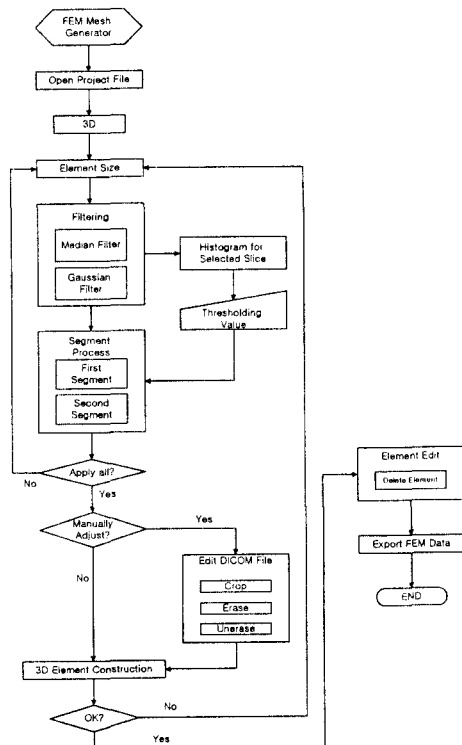 FEM Mesh
Generator
Open Project File
3D
Element Size
Filtering
Median Filter
Gaussian
Filter
Histogram for
Selected Slice
Thresholding
Value
Segment
Process
First
Segment
Second
Segment
Apply all?
No
Yes
Manually
Adjust?
Yes
No
Edit DICOM File
Crop
Erase
Unerase
3D Element Construction
OK?
No
Yes
Element Edit
Delete Element
Export FEM Data
END